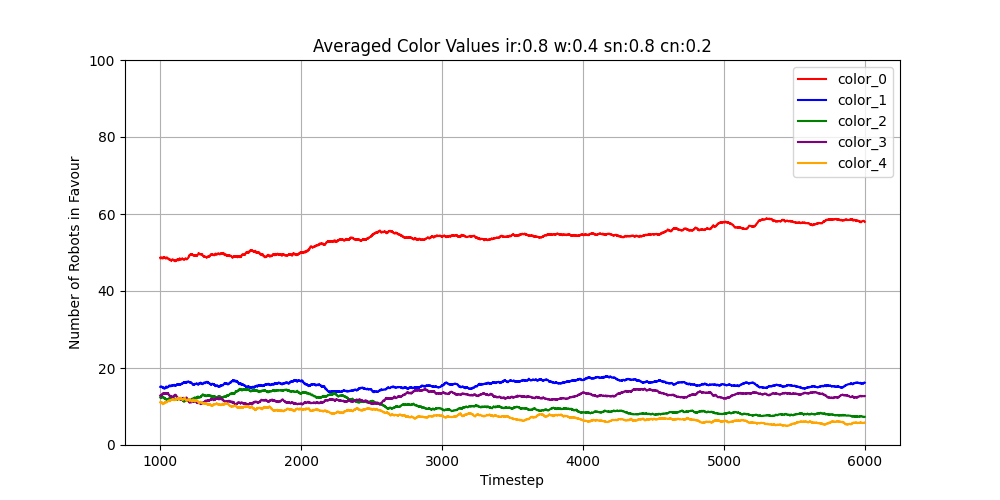 Averaged Color Values ir:0.8 w:0.4 sn:0.8 cn:0.2
Number of Robots in Favour
100
80
60
40
20
0
color_0
color_1
color_2
color_3
color_4
1000 2000 3000 4000 5000 6000
Timestep